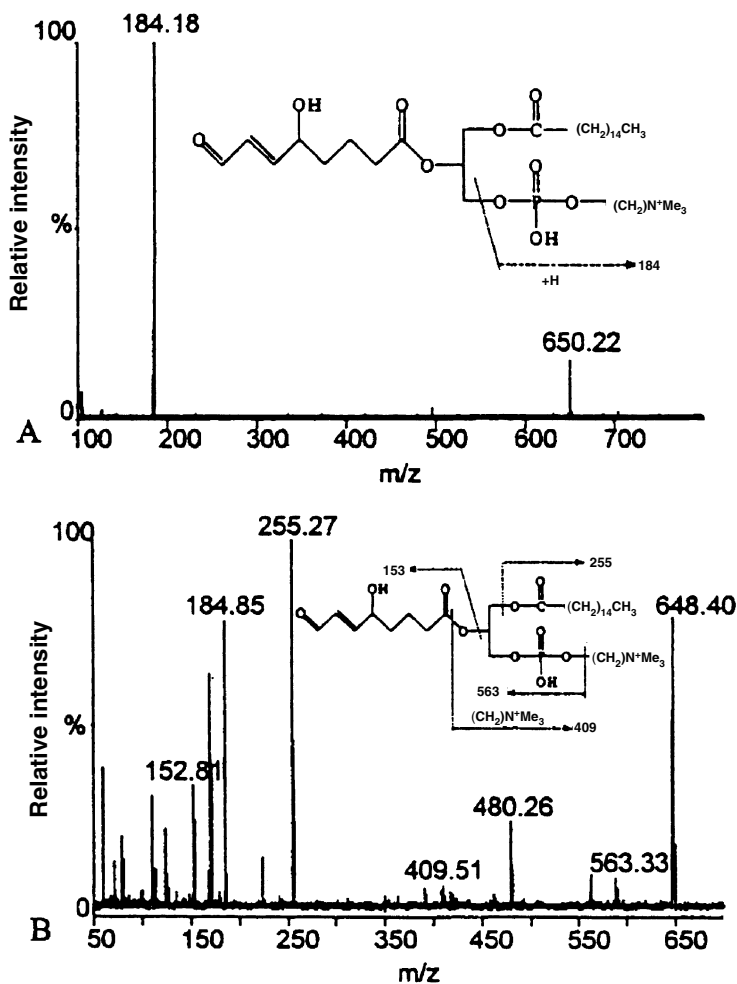 100
184.18
Relative intensity
%
0
OH
O
O
O
O
O
C
(CH2)14CH3
O
O
P
O
(CH2)N+Me3
OH
184
+H
650.22
A
100
200
300
400
500
600
700
m/z
100
255.27
153
255
OH
O
O
O
O
O
C
(CH2)14CH3
648.40
184.85
O
O
P
O
(CH2)N+Me3
OH
563
(CH2)N+Me3
409
Relative intensity
%
152.81
480.26
409.51
563.33
0
B
50
150
250
350
450
550
650
m/z